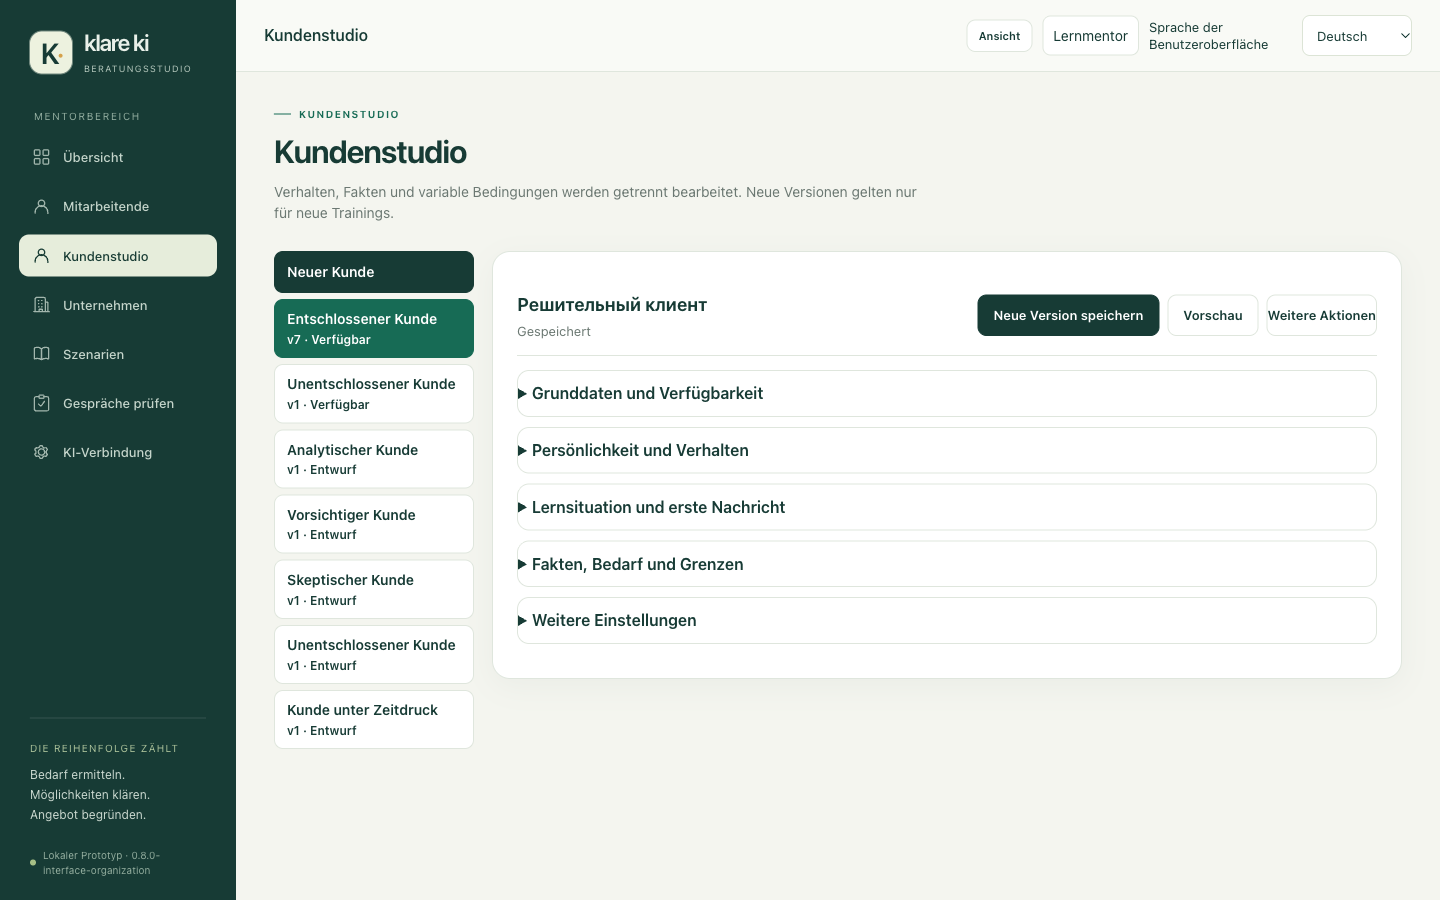 K
klare ki
BERATUNGSSTUDIO
MENTORBEREICH
Übersicht
Mitarbeitende
Kundenstudio
Unternehmen
Szenarien
Gespräche prüfen
KI-Verbindung
DIE REIHENFOLGE ZÄHLT
Bedarf ermitteln.
Möglichkeiten klären.
Angebot begründen.
Lokaler Prototyp · 0.8.0-
interface-organization
Kundenstudio
Ansicht
Lernmentor
Sprache der
Benutzeroberfläche
Deutsch
KUNDENSTUDIO
Kundenstudio
Verhalten, Fakten und variable Bedingungen werden getrennt bearbeitet. Neue Versionen gelten nur
für neue Trainings.
Neuer Kunde
Entschlossener Kunde
v7 · Verfügbar
Unentschlossener Kunde
v1 · Verfügbar
Analytischer Kunde
v1 · Entwurf
Vorsichtiger Kunde
v1 · Entwurf
Skeptischer Kunde
v1 · Entwurf
Unentschlossener Kunde
v1 · Entwurf
Kunde unter Zeitdruck
v1 · Entwurf
Решительный клиент
Gespeichert
Neue Version speichern
Vorschau
Weitere Aktionen
Grunddaten und Verfügbarkeit
Persönlichkeit und Verhalten
Lernsituation und erste Nachricht
Fakten, Bedarf und Grenzen
Weitere Einstellungen